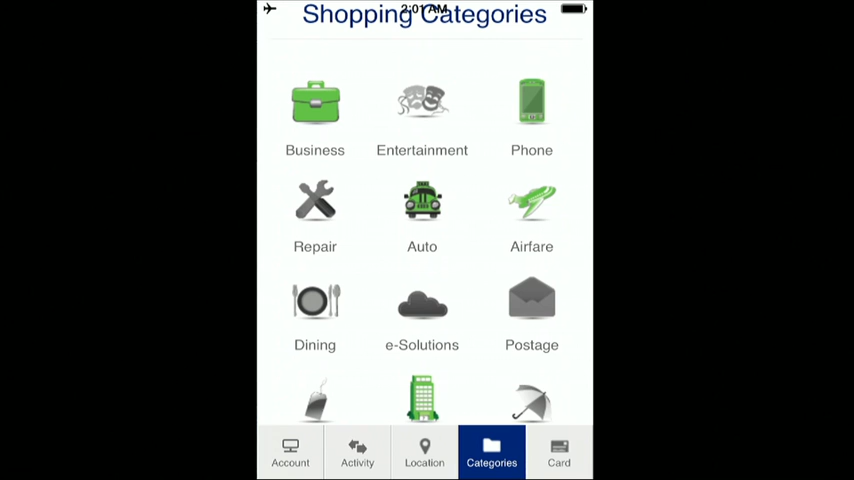 2:01 AM
Shopping Categories
Business
Entertainment
Phone
Repair
Auto
Airfare
Dining
e-Solutions
Postage
Account
Activity
Location
Categories
Card